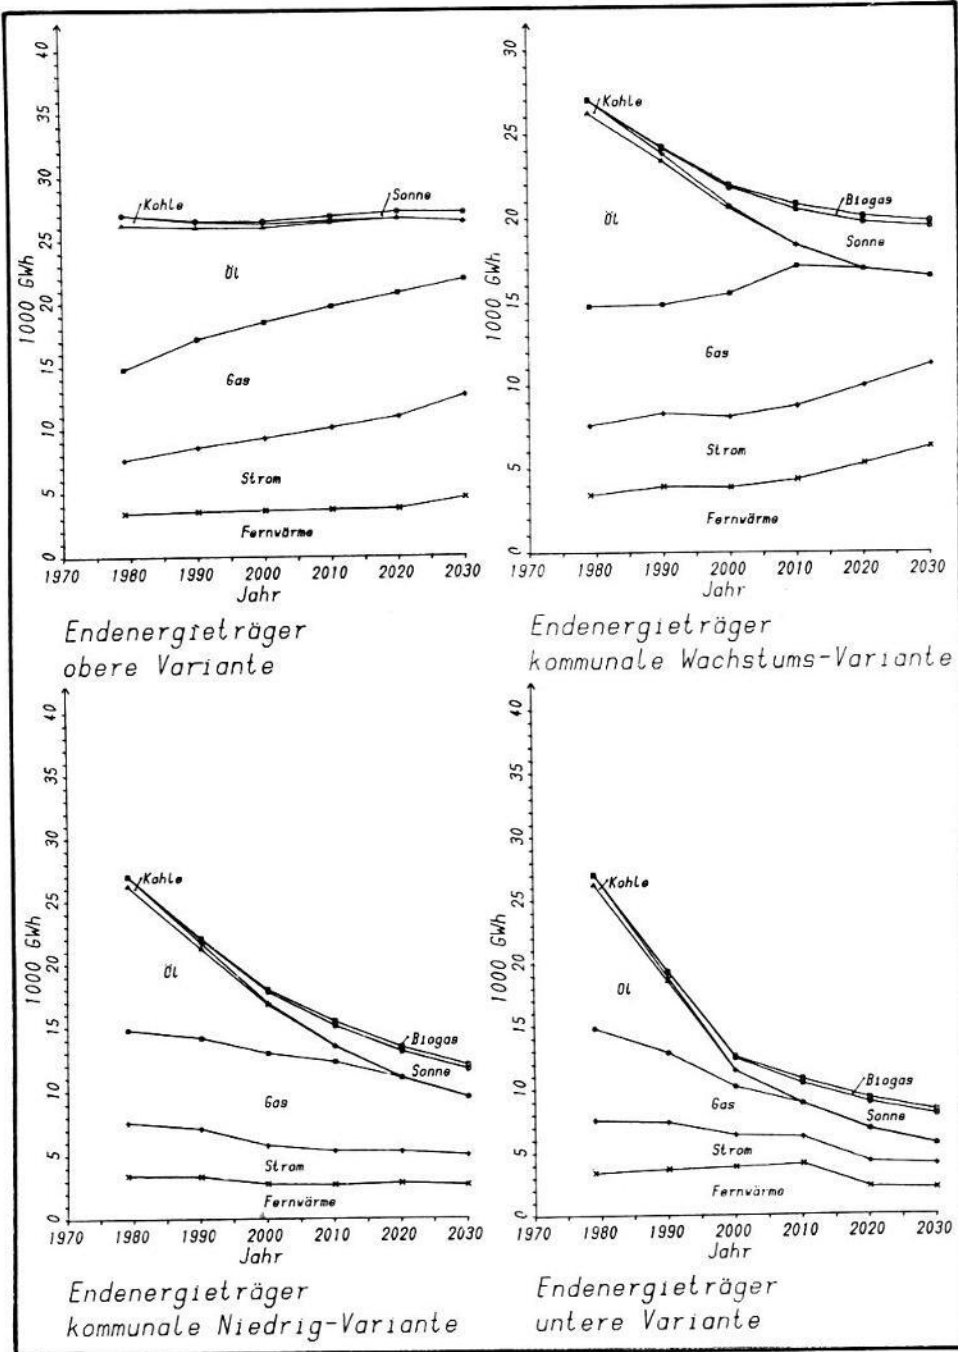 40
35
30
25
20
15
10
5
0
1000 GWh
Kohle
Sonne
Öl
Gas
Strom
Fernwärme
1970 1980 1990 2000 2010 2020 2030
Jahr
Endenergieträger
obere Variante
30
25
20
15
10
5
0
1000 GWh
Kohle
Öl
Biogas
Sonne
Gas
Strom
Fernwärme
1970 1980 1990 2000 2010 2020 2030
Jahr
Endenergieträger
kommunale Wachstums-Variante
40
35
30
25
20
15
10
5
0
1000 GWh
Kohle
Öl
Biogas
Sonne
Gas
Strom
Fernwärme
1970 1980 1990 2000 2010 2020 2030
Jahr
Endenergieträger
kommunale Niedrig-Variante
40
35
30
25
20
15
10
5
0
1000 GWh
Kohle
Ol
Biogas
Gas
Sonne
Strom
Fernwärme
1970 1980 1990 2000 2010 2020 2030
Jahr
Endenergieträger
untere Variante